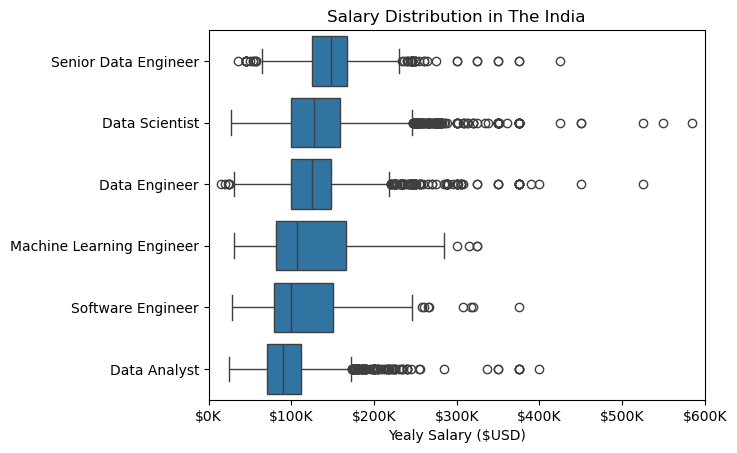 Salary Distribution in The India
Senior Data Engineer
Data Scientist
Data Engineer
Machine Learning Engineer
Software Engineer
Data Analyst
$0K $100K $200K $300K $400K $500K $600K
Yealy Salary ($USD)